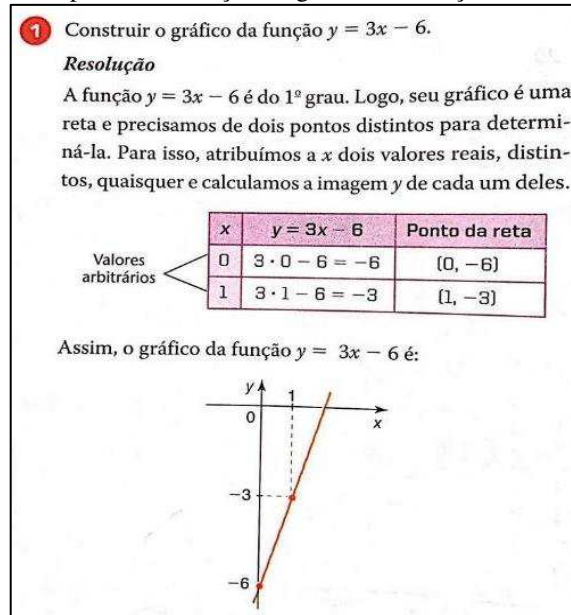 1 Construir o gráfico da função y = 3x − 6.
Resolução
A função y = 3x − 6 é do 1º grau. Logo, seu gráfico é uma
reta e precisamos de dois pontos distintos para determi-
ná-la. Para isso, atribuímos a x dois valores reais, distin-
tos, quaisquer e calculamos a imagem y de cada um deles.
x y = 3x − 6 Ponto da reta
Valores
arbitrários
0 3 · 0 − 6 = −6 (0, −6)
1 3 · 1 − 6 = −3 (1, −3)
Assim, o gráfico da função y = 3x − 6 é:
y
1
0
x
−3
−6